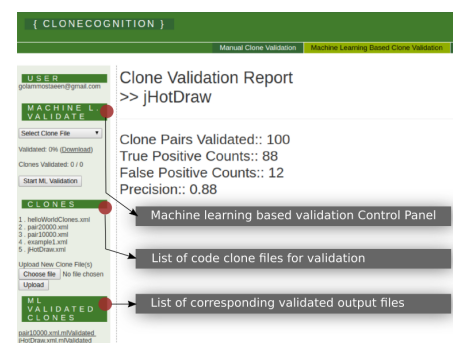 { CLONECOGNITION }
Manual Clone Validation
Machine Learning Based Clone Validation
USER
golammostaeen@gmail.com
MACHINE L.
VALIDATE
Select Clone File
Validated: 0% (Download)
Clones Validated: 0 / 0
Start ML Validation
CLONES
1 . helloWorldClones.xml
2 . pair20000.xml
3 . pair10000.xml
4 . example1.xml
5 . jHotDraw.xml
Upload New Clone File(s)
Choose file No file chosen
Upload
ML
VALIDATED
CLONES
pair10000.xml.mlValidated
jHotDraw.xml.mlValidated
Clone Validation Report
>> jHotDraw
Clone Pairs Validated:: 100
True Positive Counts:: 88
False Positive Counts:: 12
Precision:: 0.88
Machine learning based validation Control Panel
List of code clone files for validation
List of corresponding validated output files